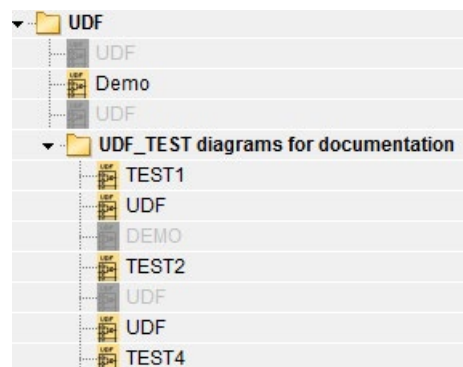 UDF
UDF
Demo
UDF
UDF_TEST diagrams for documentation
TEST1
UDF
DEMO
TEST2
UDF
UDF
TEST4